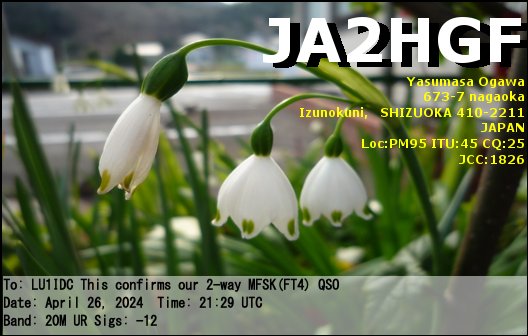 JA2HGF
Yasumasa Ogawa
673-7 nagaoka
Izunokuni, SHIZUOKA 410-2211
JAPAN
Loc:PM95 ITU:45 CQ:25
JCC:1826
To: LU1IDC This confirms our 2-way MFSK(FT4) QSO
Date: April 26, 2024 Time: 21:29 UTC
Band: 20M UR Sigs: -12